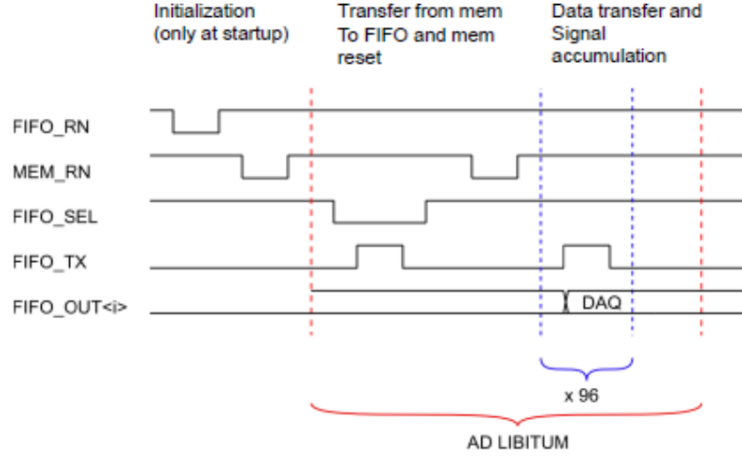 Initialization
(only at startup)
Transfer from mem
To FIFO and mem
reset
Data transfer and
Signal
accumulation
FIFO_RN
MEM_RN
FIFO_SEL
FIFO_TX
FIFO_OUT<i>
DAQ
x 96
AD LIBITUM